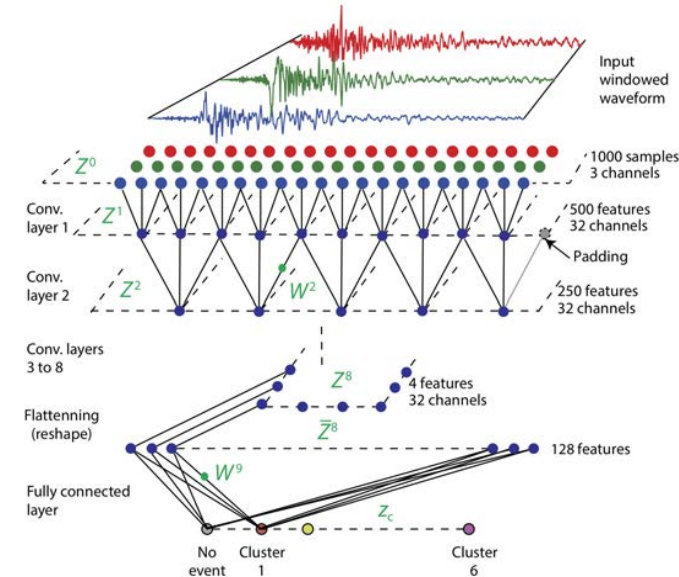 Input
windowed
waveform
Z⁰
1000 samples
3 channels
Conv.
layer 1
Z¹
500 features
32 channels
Padding
Conv.
layer 2
Z²
W²
250 features
32 channels
Conv. layers
3 to 8
Z⁸
4 features
32 channels
Flattenning
(reshape)
Z̅⁸
128 features
W⁹
Fully connected
layer
z_c
No
event
Cluster
1
Cluster
6